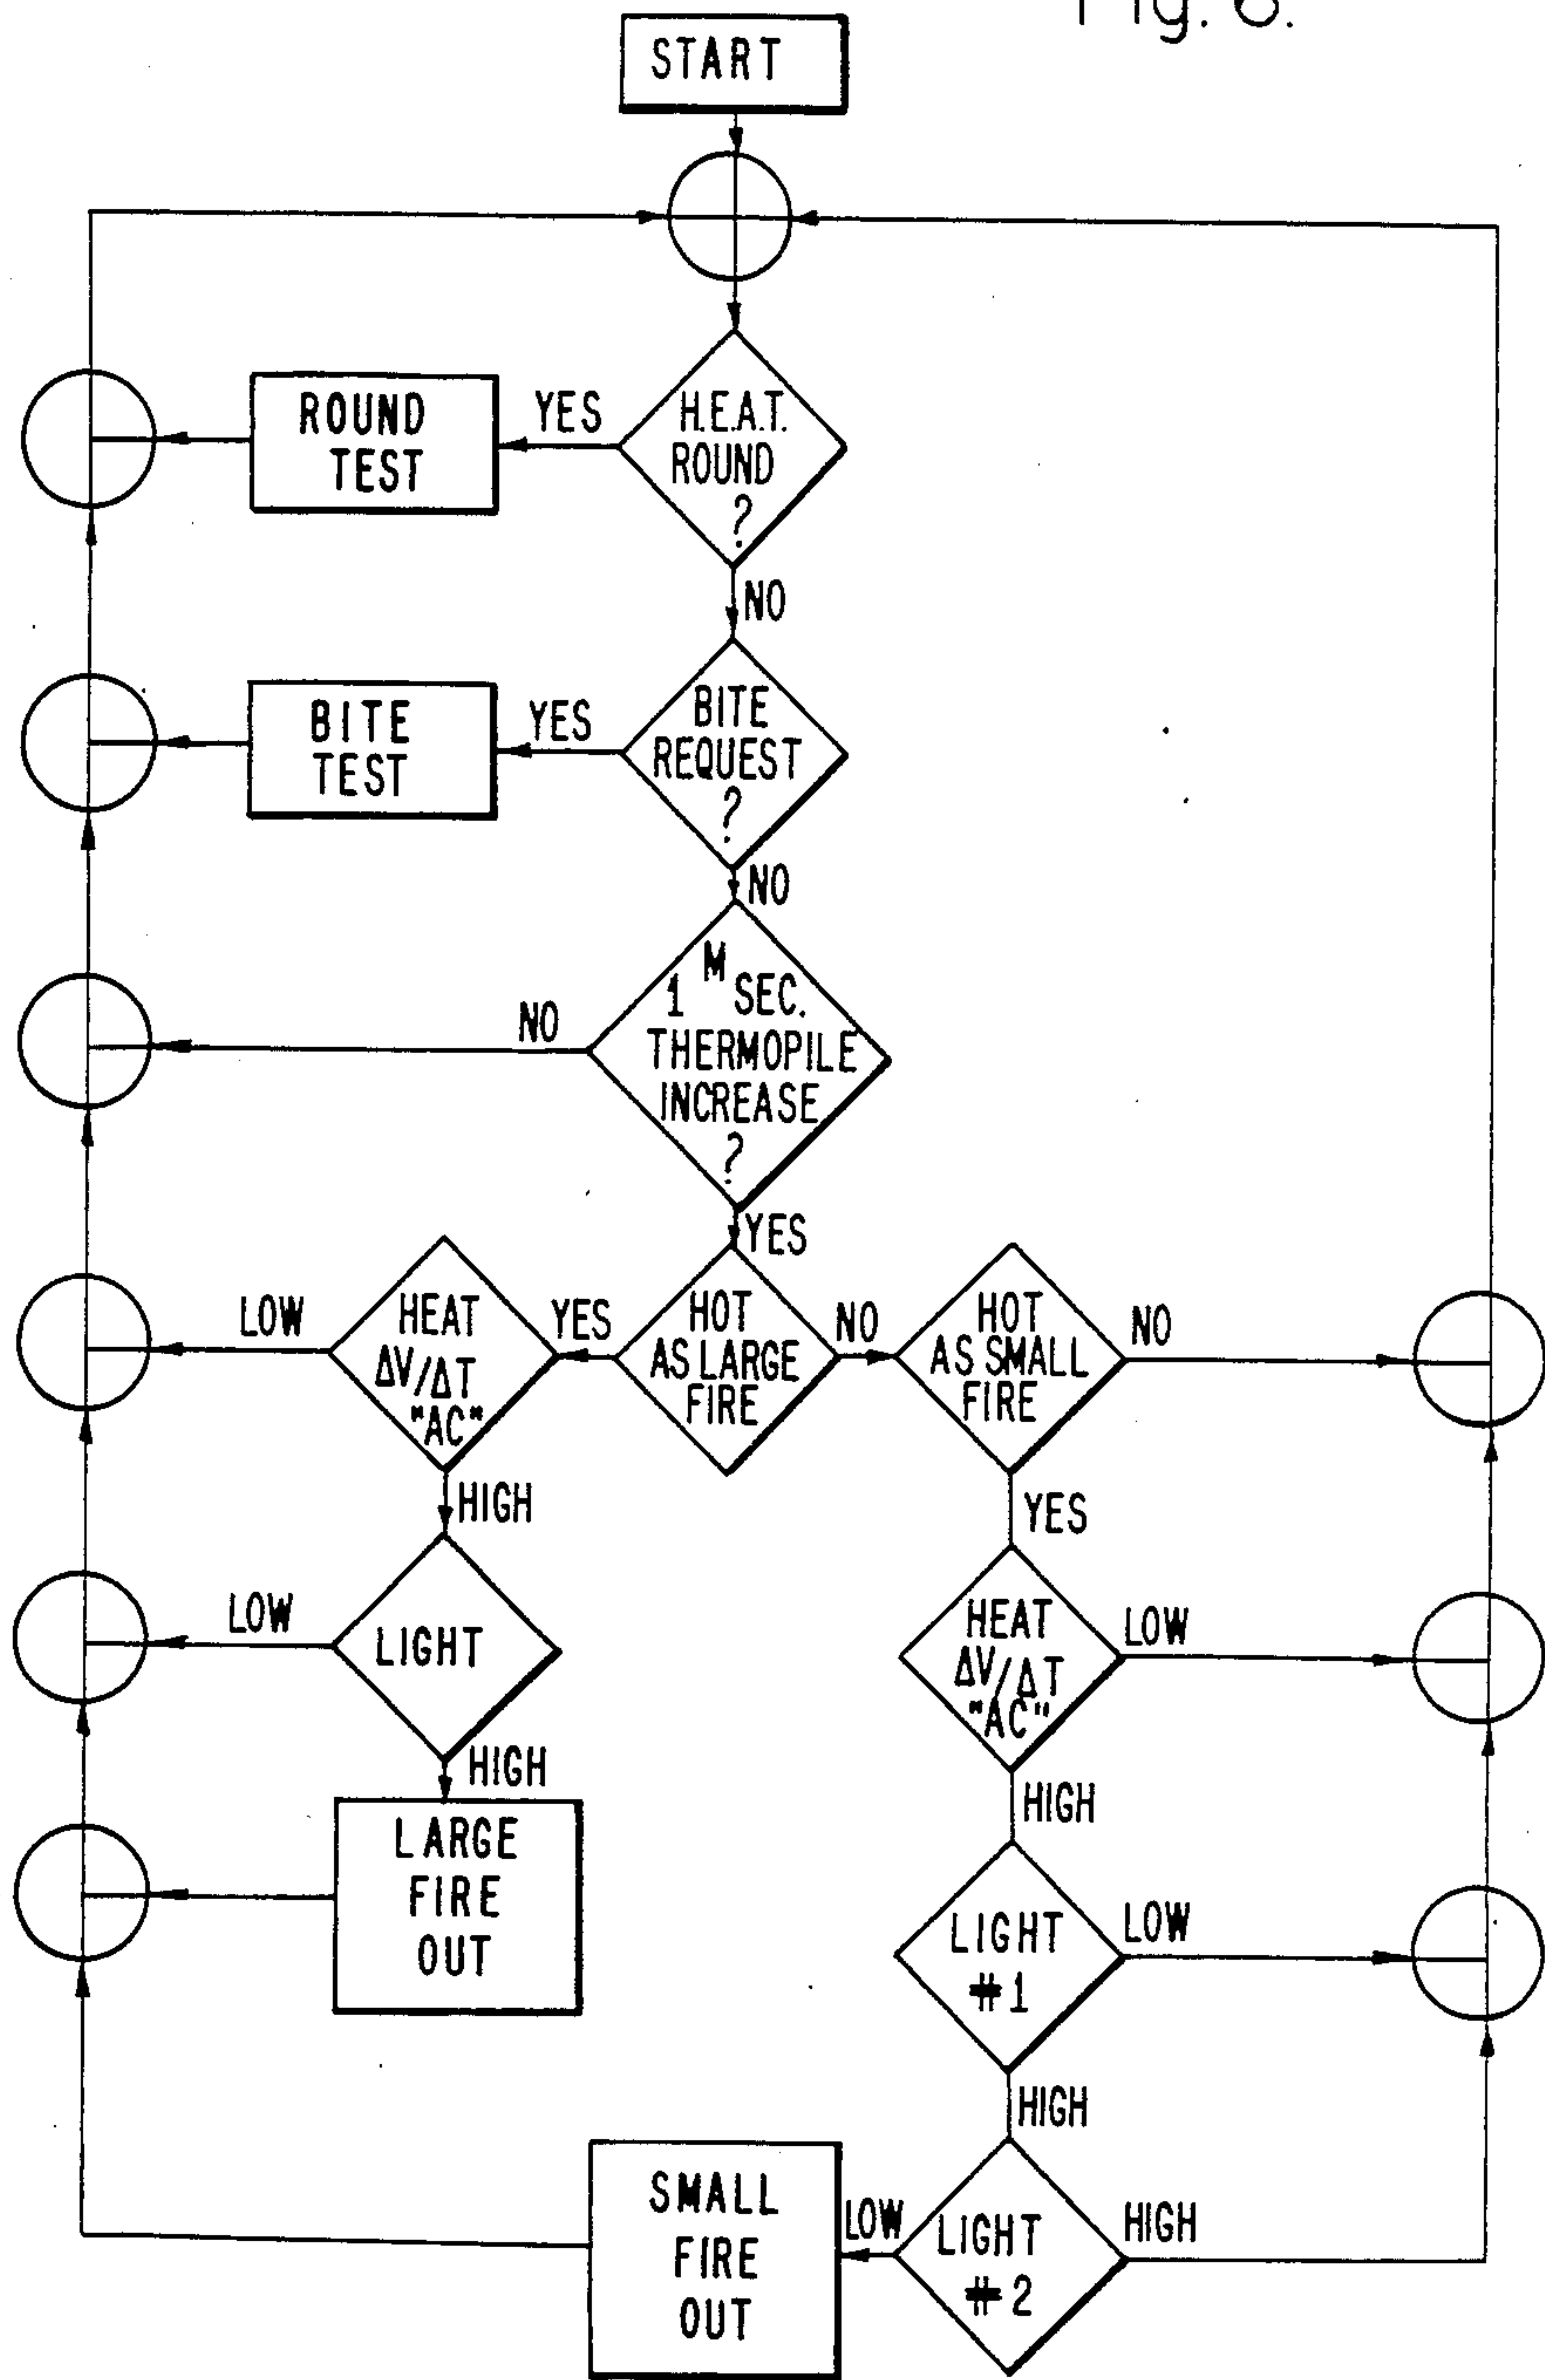 Fig. 6.
START
YES
H.E.A.T.
ROUND
?
ROUND
TEST
NO
YES
BITE
REQUEST
?
BITE
TEST
NO
1 M SEC.
THERMOPILE
INCREASE
?
NO
YES
HOT
AS LARGE
FIRE
YES
NO
HEAT
ΔV/ΔT
"AC"
LOW
HIGH
HOT
AS SMALL
FIRE
NO
YES
LIGHT
LOW
HIGH
HEAT
ΔV/ΔT
"AC"
LOW
HIGH
LARGE
FIRE
OUT
LIGHT
#1
LOW
HIGH
SMALL
FIRE
OUT
LOW
LIGHT
#2
HIGH